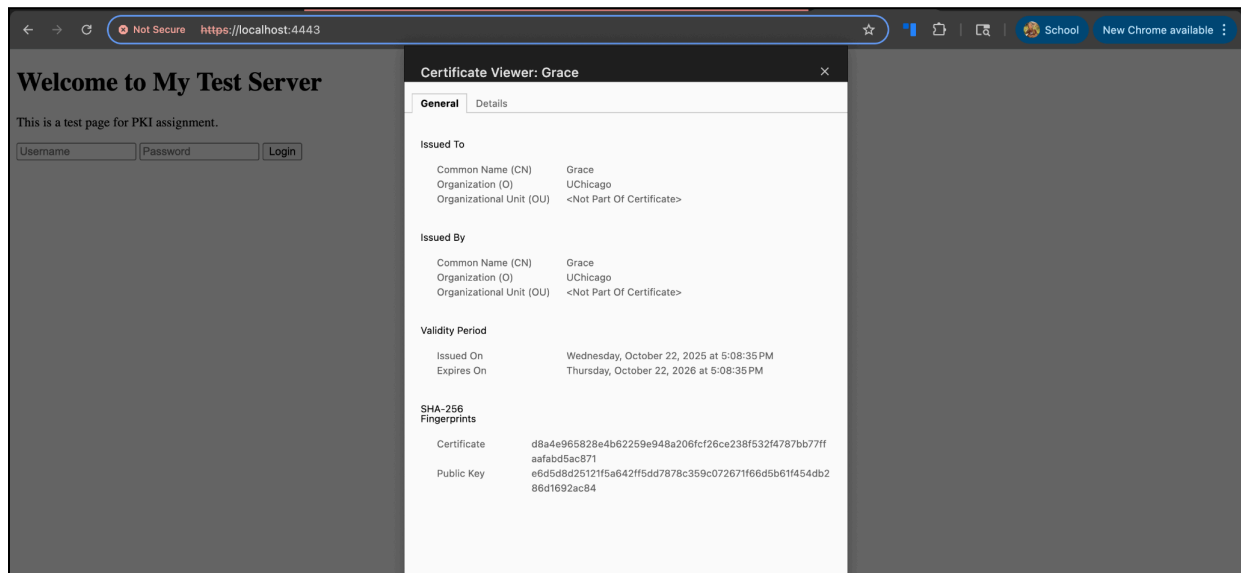 Not Secure https://localhost:4443
School
New Chrome available
Welcome to My Test Server
This is a test page for PKI assignment.
Username Password Login
Certificate Viewer: Grace
General Details
Issued To
Common Name (CN) Grace
Organization (O) UChicago
Organizational Unit (OU) <Not Part Of Certificate>
Issued By
Common Name (CN) Grace
Organization (O) UChicago
Organizational Unit (OU) <Not Part Of Certificate>
Validity Period
Issued On Wednesday, October 22, 2025 at 5:08:35 PM
Expires On Thursday, October 22, 2026 at 5:08:35 PM
SHA-256
Fingerprints
Certificate d8a4e965828e4b62259e948a206fcf26ce238f532f4787bb77ff
aafabd5ac871
Public Key e6d5d8d25121f5a642ff5dd7878c359c072671f66d5b61f454db2
86d1692ac84